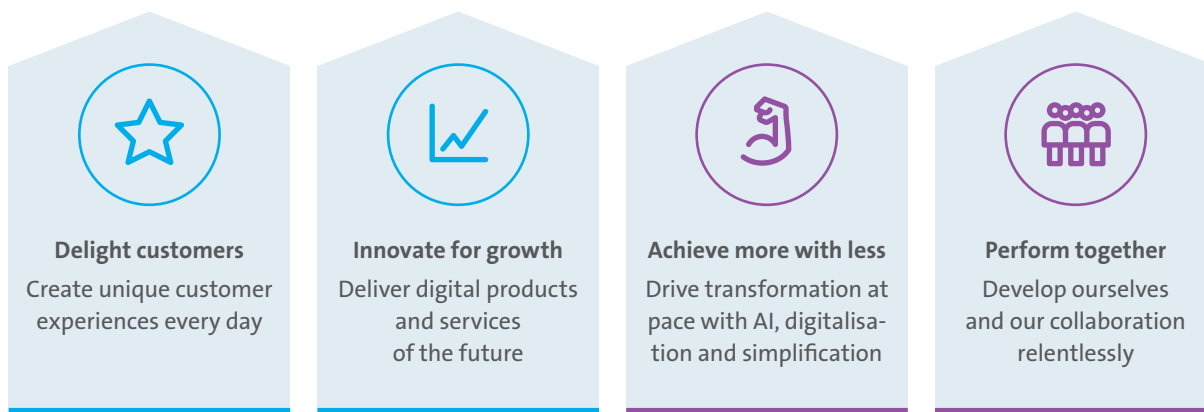 Delight customers
Create unique customer
experiences every day
Innovate for growth
Deliver digital products
and services
of the future
Achieve more with less
Drive transformation at
pace with AI, digitalisa-
tion and simplification
Perform together
Develop ourselves
and our collaboration
relentlessly